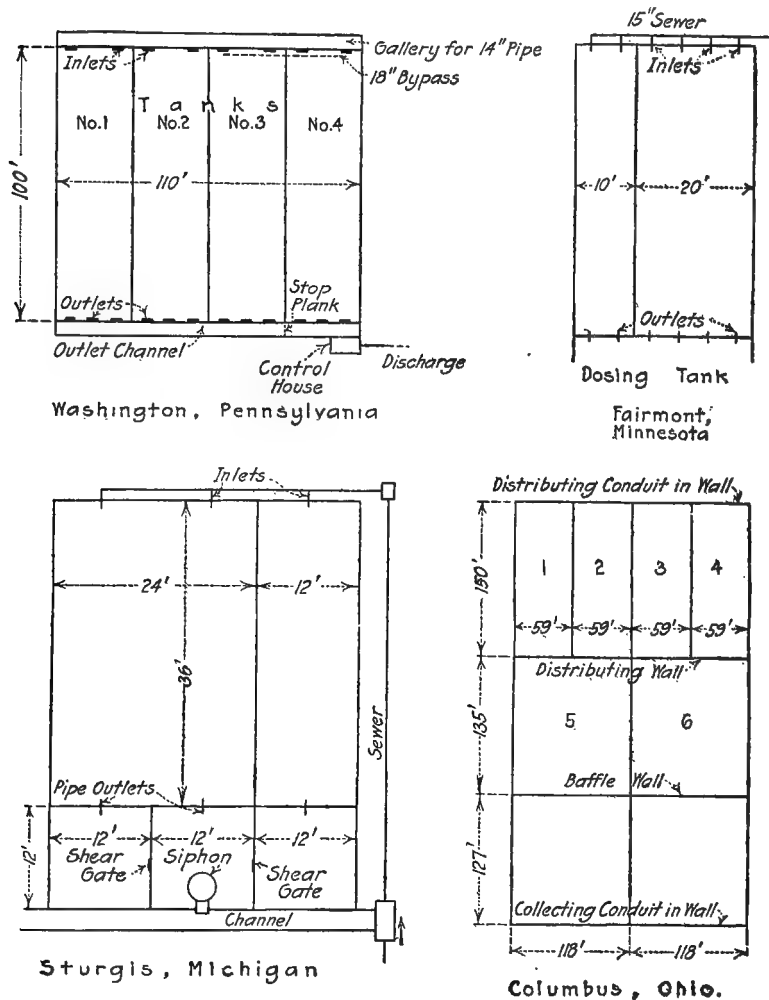 Gallery for 14" Pipe
Inlets
18" Bypass
Tanks
No.1 No.2 No.3 No.4
100'
110'
Outlets
Stop
Plank
Outlet Channel
Control
House
Discharge
Washington, Pennsylvania
15" Sewer
Inlets
10' 20'
Outlets
Dosing Tank
Fairmont,
Minnesota
Inlets
24' 12'
36'
Sewer
Pipe Outlets
12' 12' 12' 12'
Shear
Gate
Siphon
Shear
Gate
Channel
Sturgis, Michigan
Distributing Conduit in Wall
150'
1 2 3 4
59' 59' 59' 59'
Distributing Wall
135'
5 6
Baffle Wall
127'
Collecting Conduit in Wall
118' 118'
Columbus, Ohio.